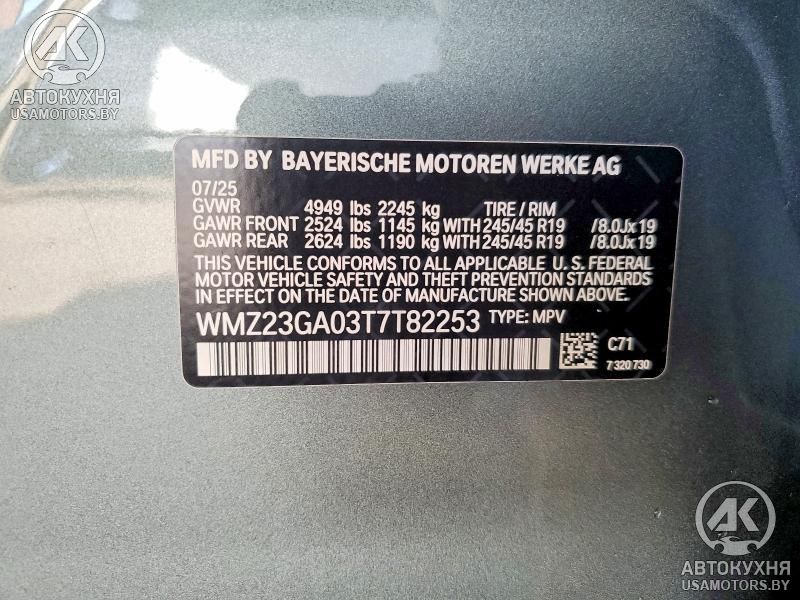 AK
АВТОКУХНЯ
USAMOTORS.BY
MFD BY BAYERISCHE MOTOREN WERKE AG
07/25
GVWR 4949 lbs 2245 kg TIRE / RIM
GAWR FRONT 2524 lbs 1145 kg WITH 245/45 R19 /8.0Jx19
GAWR REAR 2624 lbs 1190 kg WITH 245/45 R19 /8.0Jx19
THIS VEHICLE CONFORMS TO ALL APPLICABLE U.S. FEDERAL
MOTOR VEHICLE SAFETY AND THEFT PREVENTION STANDARDS
IN EFFECT ON THE DATE OF MANUFACTURE SHOWN ABOVE.
WMZ23GA03T7T82253 TYPE: MPV
C71
7 320 730
AK
АВТОКУХНЯ
USAMOTORS.BY